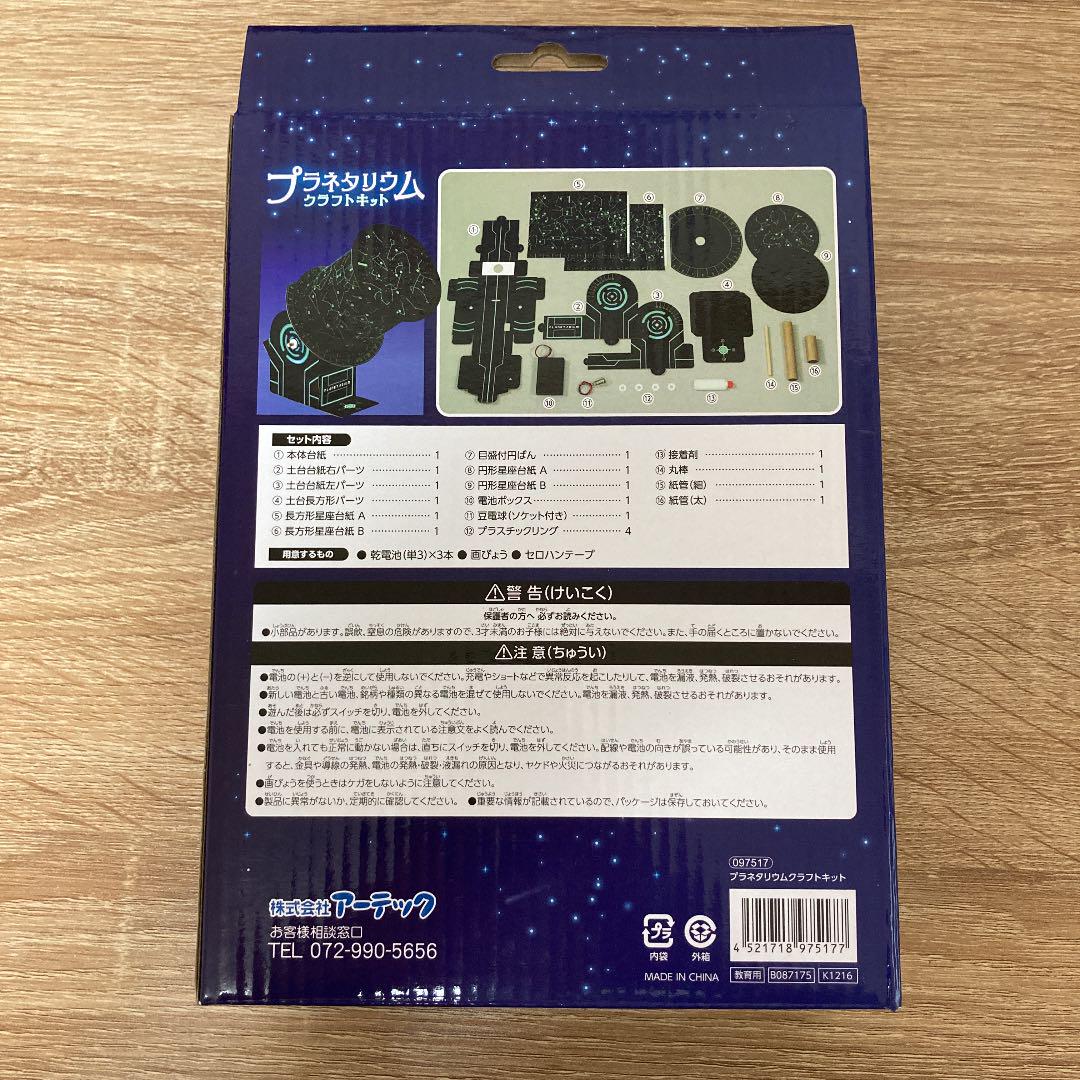 プラネタリウム
クラフトキット
① ② ③ ④ ⑤ ⑥ ⑦ ⑧ ⑨ ⑩ ⑪ ⑫ ⑬ ⑭ ⑮ ⑯
PLANETARIUM
PLANETARIUM
セット内容
①本体台紙 1
②土台台紙右パーツ 1
③土台台紙左パーツ 1
④土台長方形パーツ 1
⑤長方形星座台紙 A 1
⑥長方形星座台紙 B 1
⑦目盛付円ばん 1
⑧円形星座台紙 A 1
⑨円形星座台紙 B 1
⑩電池ボックス 1
⑪豆電球(ソケット付き) 1
⑫プラスチックリング 4
⑬接着剤 1
⑭丸棒 1
⑮紙管(細) 1
⑯紙管(太) 1
用意するもの ●乾電池(単3)×3本 ●画びょう ●セロハンテープ
⚠警告(けいこく)
保護者の方へ 必ずお読みください。
●小部品があります。誤飲、窒息の危険がありますので、3才未満のお子様には絶対に与えないでください。また、手の届くところに置かないでください。
⚠注意(ちゅうい)
●電池の(+)と(−)を逆にして使用しないでください。充電やショートなどで異常反応を起こしたりして、電池を漏液、発熱、破裂させるおそれがあります。
●新しい電池と古い電池、銘柄や種類の異なる電池を混ぜて使用しないでください。電池を漏液、発熱、破裂させるおそれがあります。
●遊んだ後は必ずスイッチを切り、電池を外してください。
●電池を使用する前に、電池に表示されている注意文をよく読んでください。
●電池を入れても正常に動かない場合は、直ちにスイッチを切り、電池を外してください。配線や電池の向きが誤っている可能性があり、そのまま使用
すると、金具や導線の発熱、電池の発熱・破裂・液漏れの原因となり、ヤケドや火災につながるおそれがあります。
●画びょうを使うときはケガをしないように注意してください。
●製品に異常がないか、定期的に確認してください。 ●重要な情報が記載されているので、パッケージは保存しておいてください。
097517
プラネタリウムクラフトキット
株式会社アーテック
お客様相談窓口
TEL 072-990-5656
プラ
内袋 外箱
4 521718 975177
MADE IN CHINA 教育用 B087175 K1216